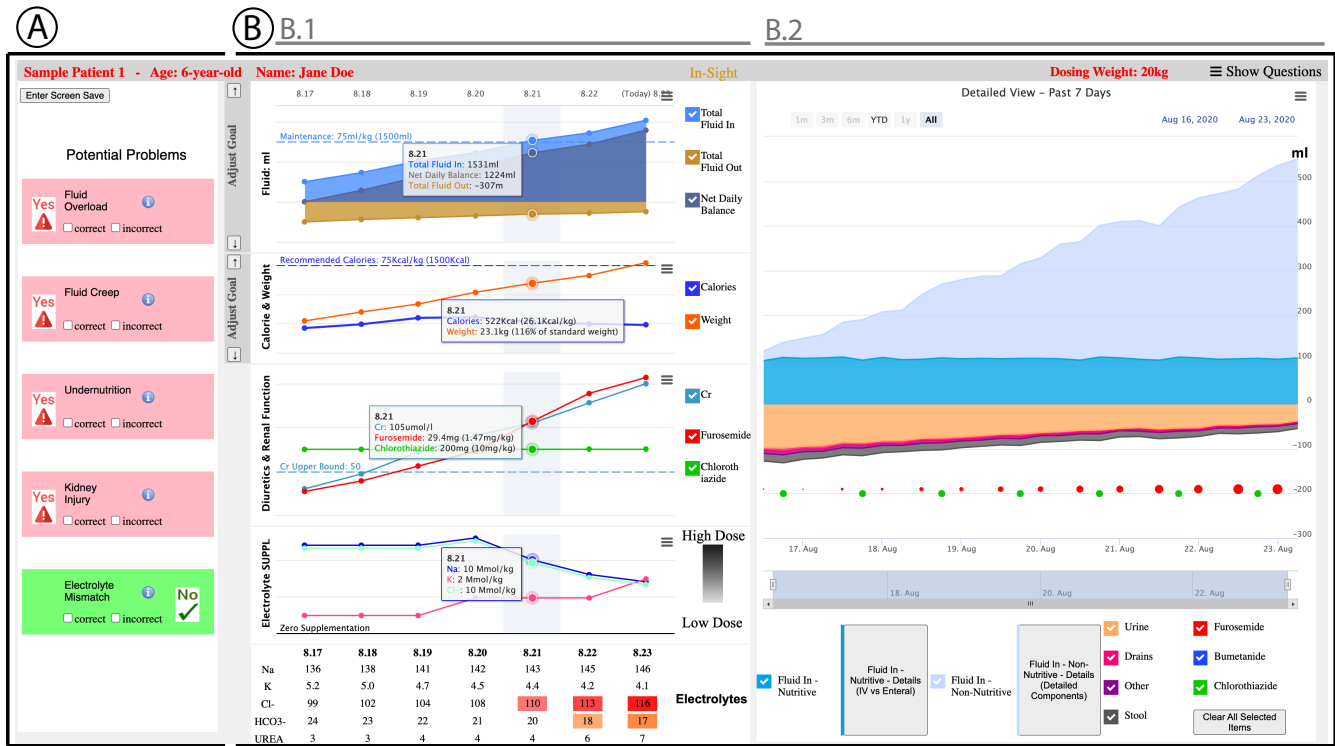 A
B
B.1
B.2
Sample Patient 1 - Age: 6-year-old Name: Jane Doe
In-Sight
Dosing Weight: 20kg
Show Questions
Enter Screen Save
Potential Problems
Yes
Fluid
Overload
i
correct incorrect
Yes
Fluid Creep
i
correct incorrect
Yes
Undernutrition
i
correct incorrect
Yes
Kidney
Injury
i
correct incorrect
Electrolyte
Mismatch
i
No
correct incorrect
↑
Adjust Goal
↓
↑
Adjust Goal
↓
8.17 8.18 8.19 8.20 8.21 8.22 (Today) 8.23
Fluid: ml
Maintenance: 75ml/kg (1500ml)
8.21
Total Fluid In: 1531ml
Net Daily Balance: 1224ml
Total Fluid Out: -307m
Total
Fluid In
Total
Fluid Out
Net Daily
Balance
Calorie & Weight
Recommended Calories: 75Kcal/kg (1500Kcal)
8.21
Calories: 522Kcal (26.1Kcal/kg)
Weight: 23.1kg (116% of standard weight)
Calories
Weight
Diuretics & Renal Function
8.21
Cr: 105umol/l
Furosemide: 29.4mg (1.47mg/kg)
Chlorothiazide: 200mg (10mg/kg)
Cr Upper Bound: 50
Cr
Furosemide
Chloroth
iazide
Electrolyte SUPPL
8.21
Na: 10 Mmol/kg
K: 2 Mmol/kg
Cl-: 10 Mmol/kg
Zero Supplementation
High Dose
Low Dose
8.17 8.18 8.19 8.20 8.21 8.22 8.23
Na 136 138 141 142 143 145 146
K 5.2 5.0 4.7 4.5 4.4 4.2 4.1
Cl- 99 102 104 108 110 113 116
HCO3- 24 23 22 21 20 18 17
UREA 3 3 4 4 4 6 7
Electrolytes
Detailed View – Past 7 Days
1m 3m 6m YTD 1y All
Aug 16, 2020 Aug 23, 2020
ml
500
400
300
200
100
0
-100
-200
-300
17. Aug 18. Aug 19. Aug 20. Aug 21. Aug 22. Aug 23. Aug
18. Aug 20. Aug 22. Aug
Fluid In -
Nutritive
Fluid In -
Nutritive - Details
(IV vs Enteral)
Fluid In -
Non-Nutritive
Fluid In - Non-
Nutritive - Details
(Detailed
Components)
Urine
Drains
Other
Stool
Furosemide
Bumetanide
Chlorothiazide
Clear All Selected
Items